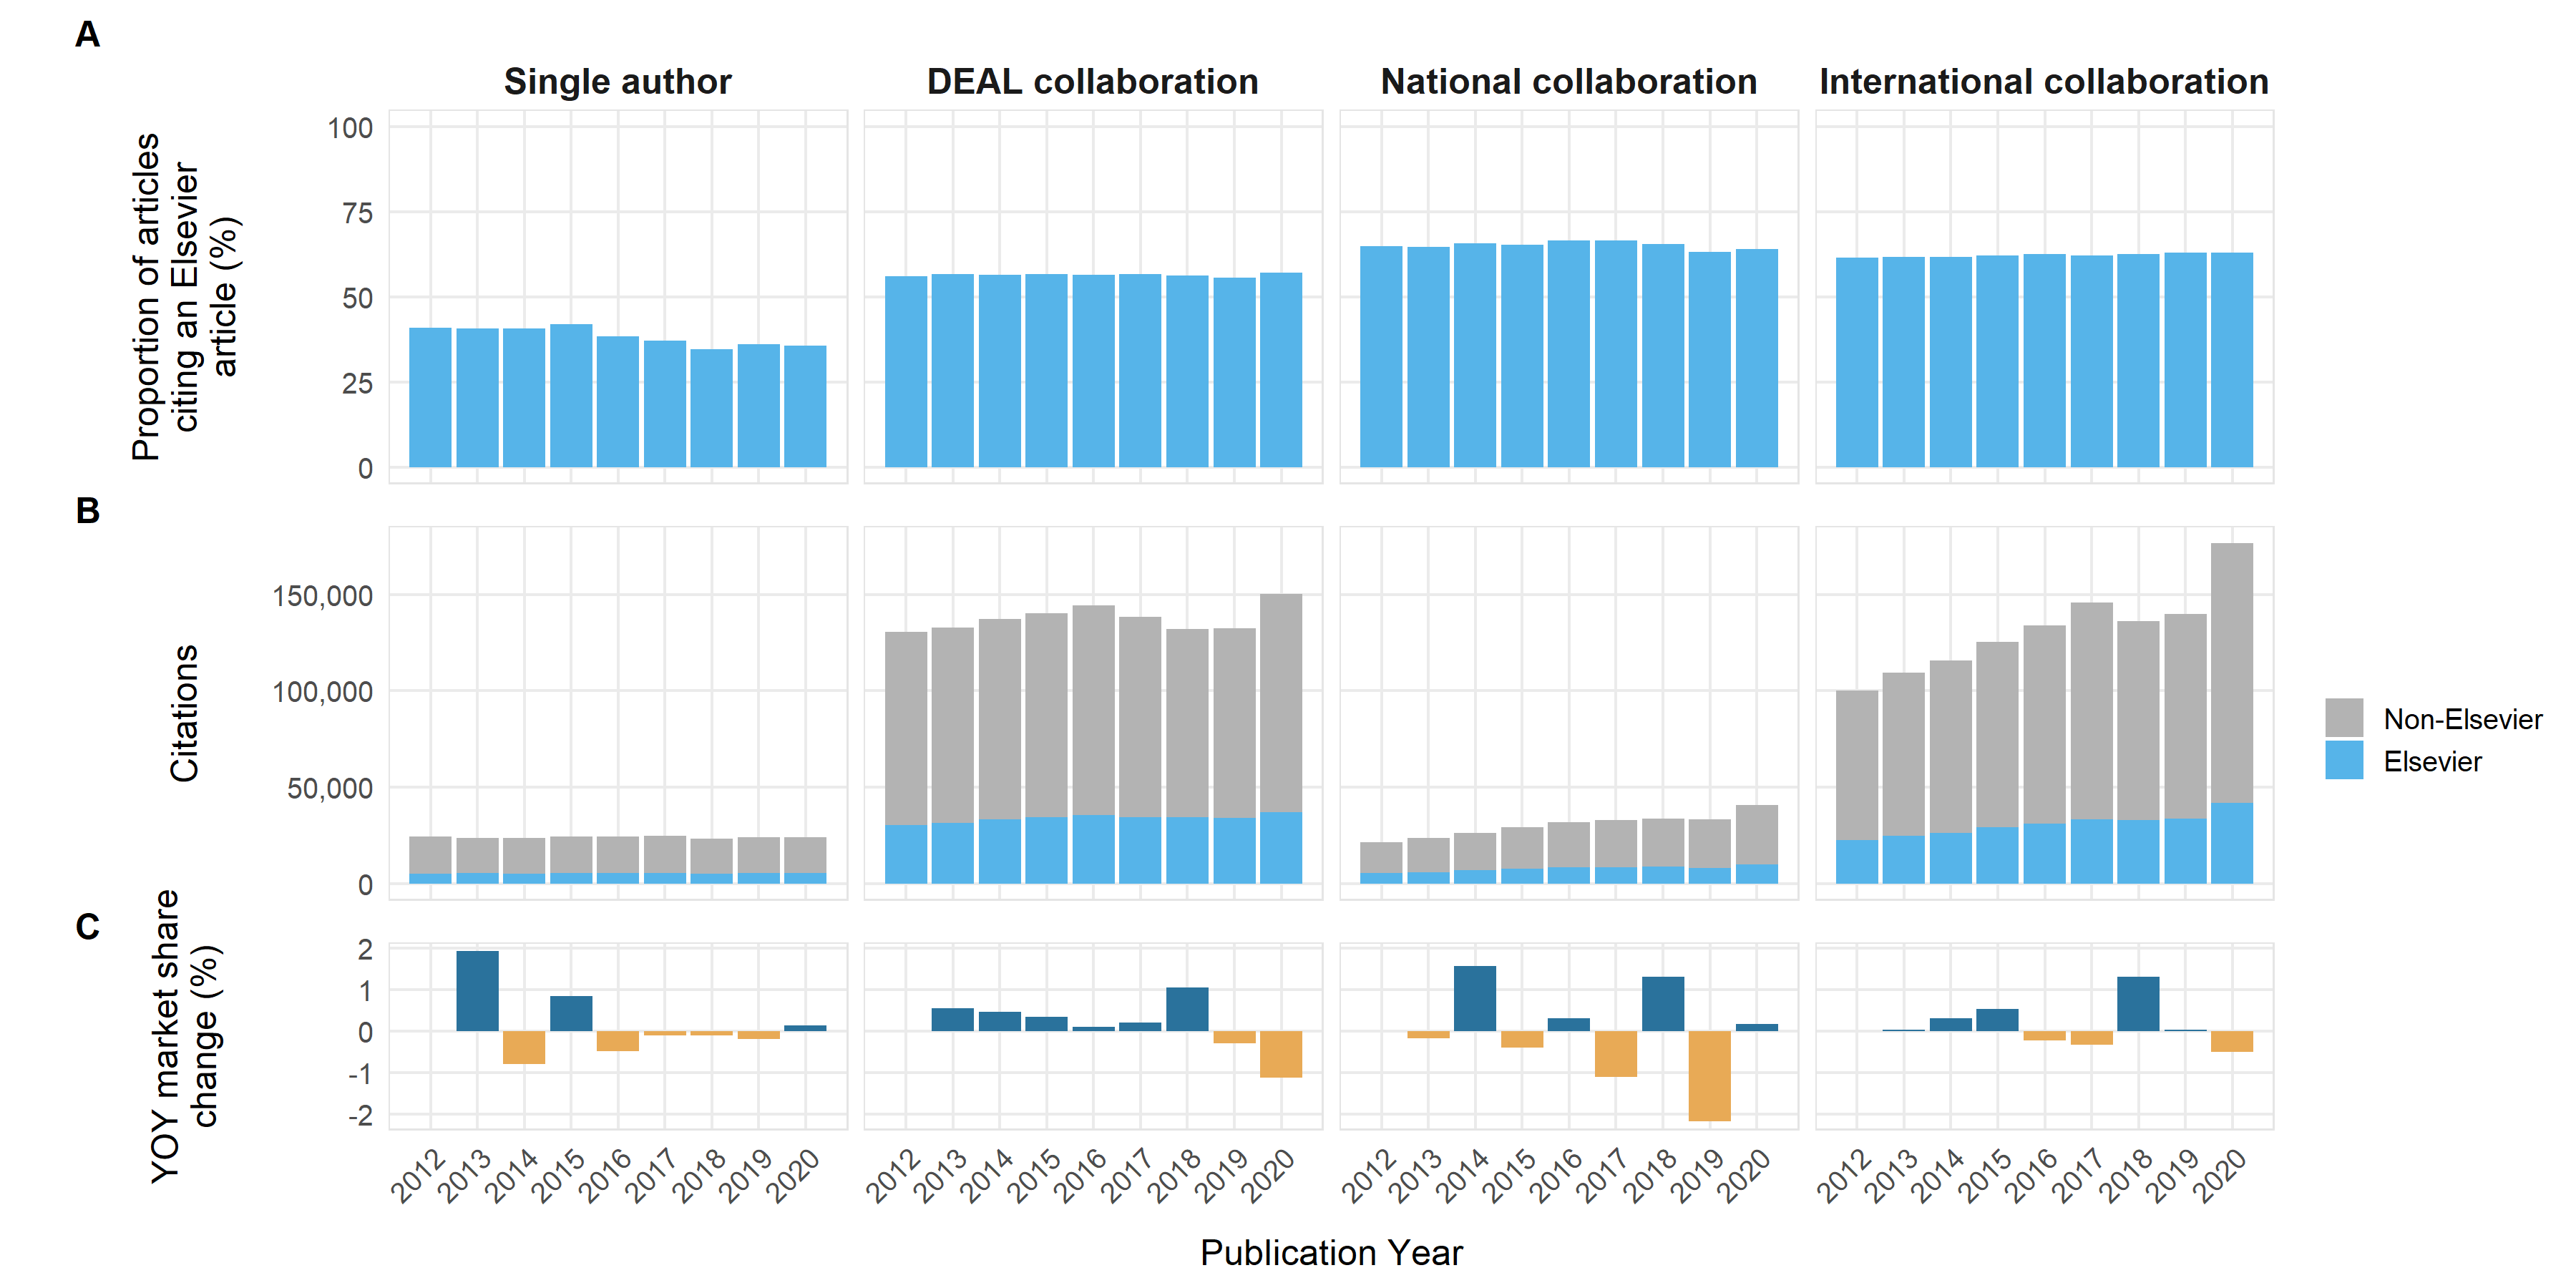 A
Single author
DEAL collaboration
National collaboration
International collaboration
Proportion of articles
citing an Elsevier
article (%)
100
75
50
25
0
B
Citations
150,000
100,000
50,000
0
Non-Elsevier
Elsevier
C
YOY market share
change (%)
2
1
0
-1
-2
2012 2013 2014 2015 2016 2017 2018 2019 2020
2012 2013 2014 2015 2016 2017 2018 2019 2020
2012 2013 2014 2015 2016 2017 2018 2019 2020
2012 2013 2014 2015 2016 2017 2018 2019 2020
Publication Year